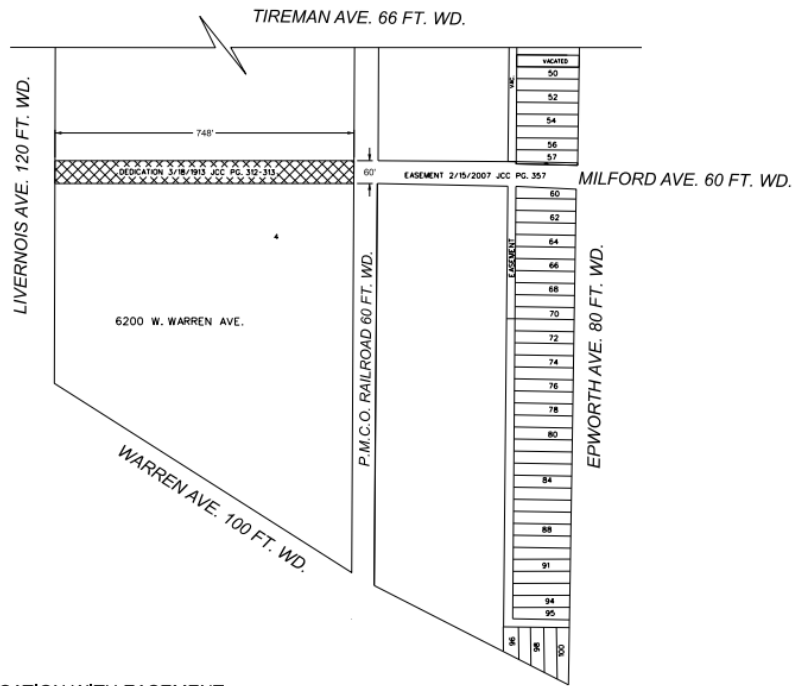 TIREMAN AVE. 66 FT. WD.
LIVERNOIS AVE. 120 FT. WD.
748'
DEDICATION 3/18/1913 JCC PG. 312-313
60'
EASEMENT 2/15/2007 JCC PG. 357
MILFORD AVE. 60 FT. WD.
VAC.
VACATED
50
52
54
56
57
60
62
64
66
68
70
72
74
76
78
80
84
88
91
94
95
96
98
100
EASEMENT
4
6200 W. WARREN AVE.
P.M.C.O. RAILROAD 60 FT. WD.
EPWORTH AVE. 80 FT. WD.
WARREN AVE. 100 FT. WD.
WITH EASEMENT